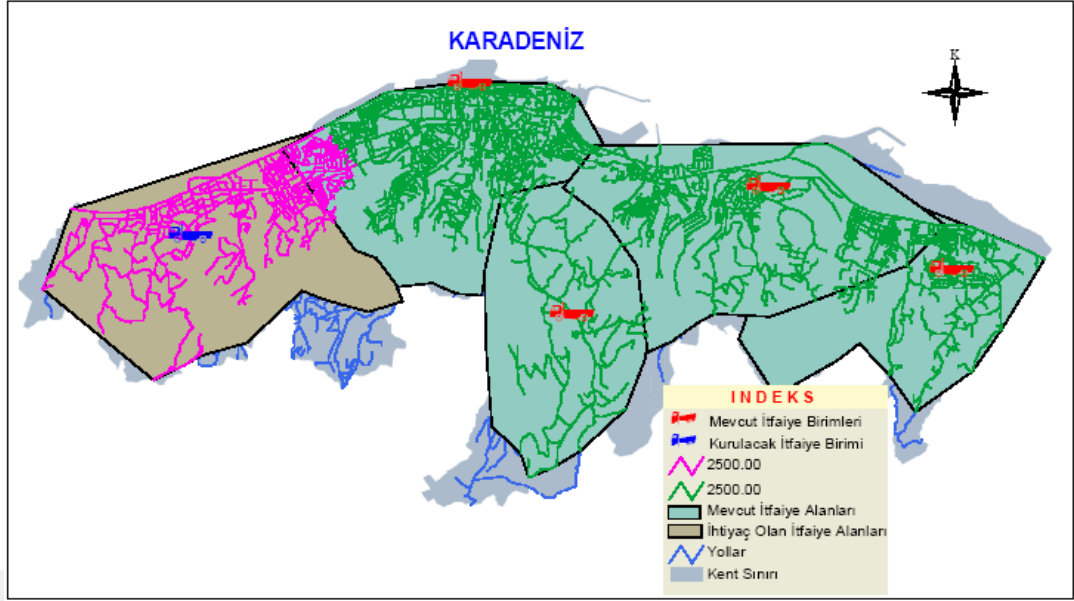 KARADENİZ
K
INDEKS
Mevcut İtfaiye Birimleri
Kurulacak İtfaiye Birimi
2500.00
2500.00
Mevcut İtfaiye Alanları
İhtiyaç Olan İtfaiye Alanları
Yollar
Kent Sınırı